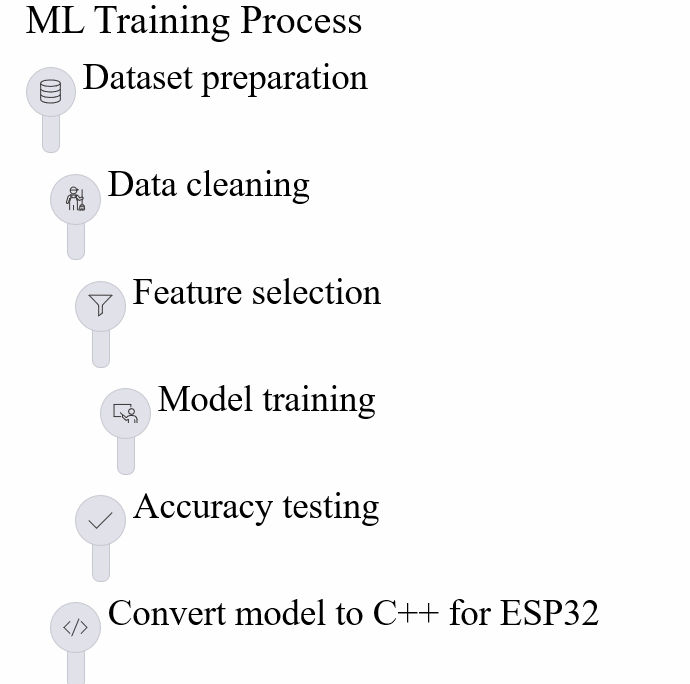 ML Training Process
Dataset preparation
Data cleaning
Feature selection
Model training
Accuracy testing
Convert model to C++ for ESP32